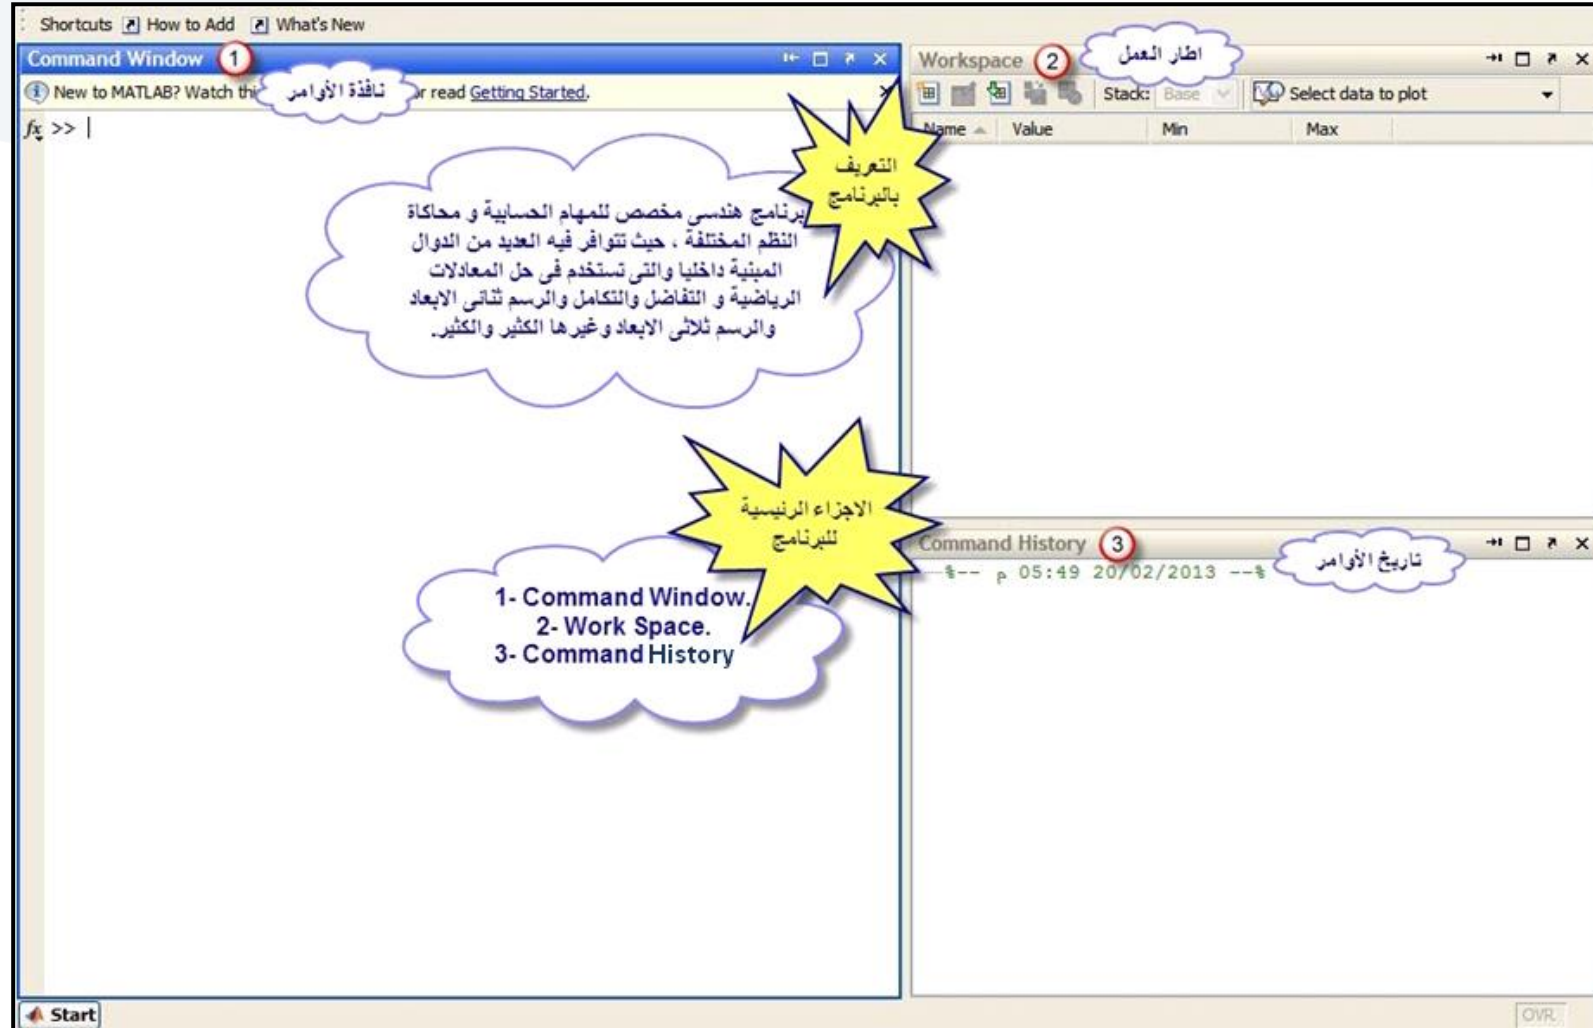 Shortcuts How to Add What's New
Command Window 1
نافذة الأوامر
New to MATLAB? Watch thi
r read Getting Started.
fx >>
التعريف
بالبرنامج
برنامج هندسى مخصص للمهام الحسابية و محاكاة
النظم المختلفة ، حيث تتوافر فيه العديد من الدوال
المبنية داخليا والتى تستخدم فى حل المعادلات
الرياضية و التفاضل والتكامل والرسم ثنائى الابعاد
والرسم ثلاثى الابعاد وغيرها الكثير والكثير.
الاجزاء الرئيسية
للبرنامج
1- Command Window.
2- Work Space.
3- Command History
Workspace 2
اطار العمل
Stack: Base Select data to plot
Name Value Min Max
Command History 3
تاريخ الأوامر
%-- م 05:49 20/02/2013 --%
Start
OVR